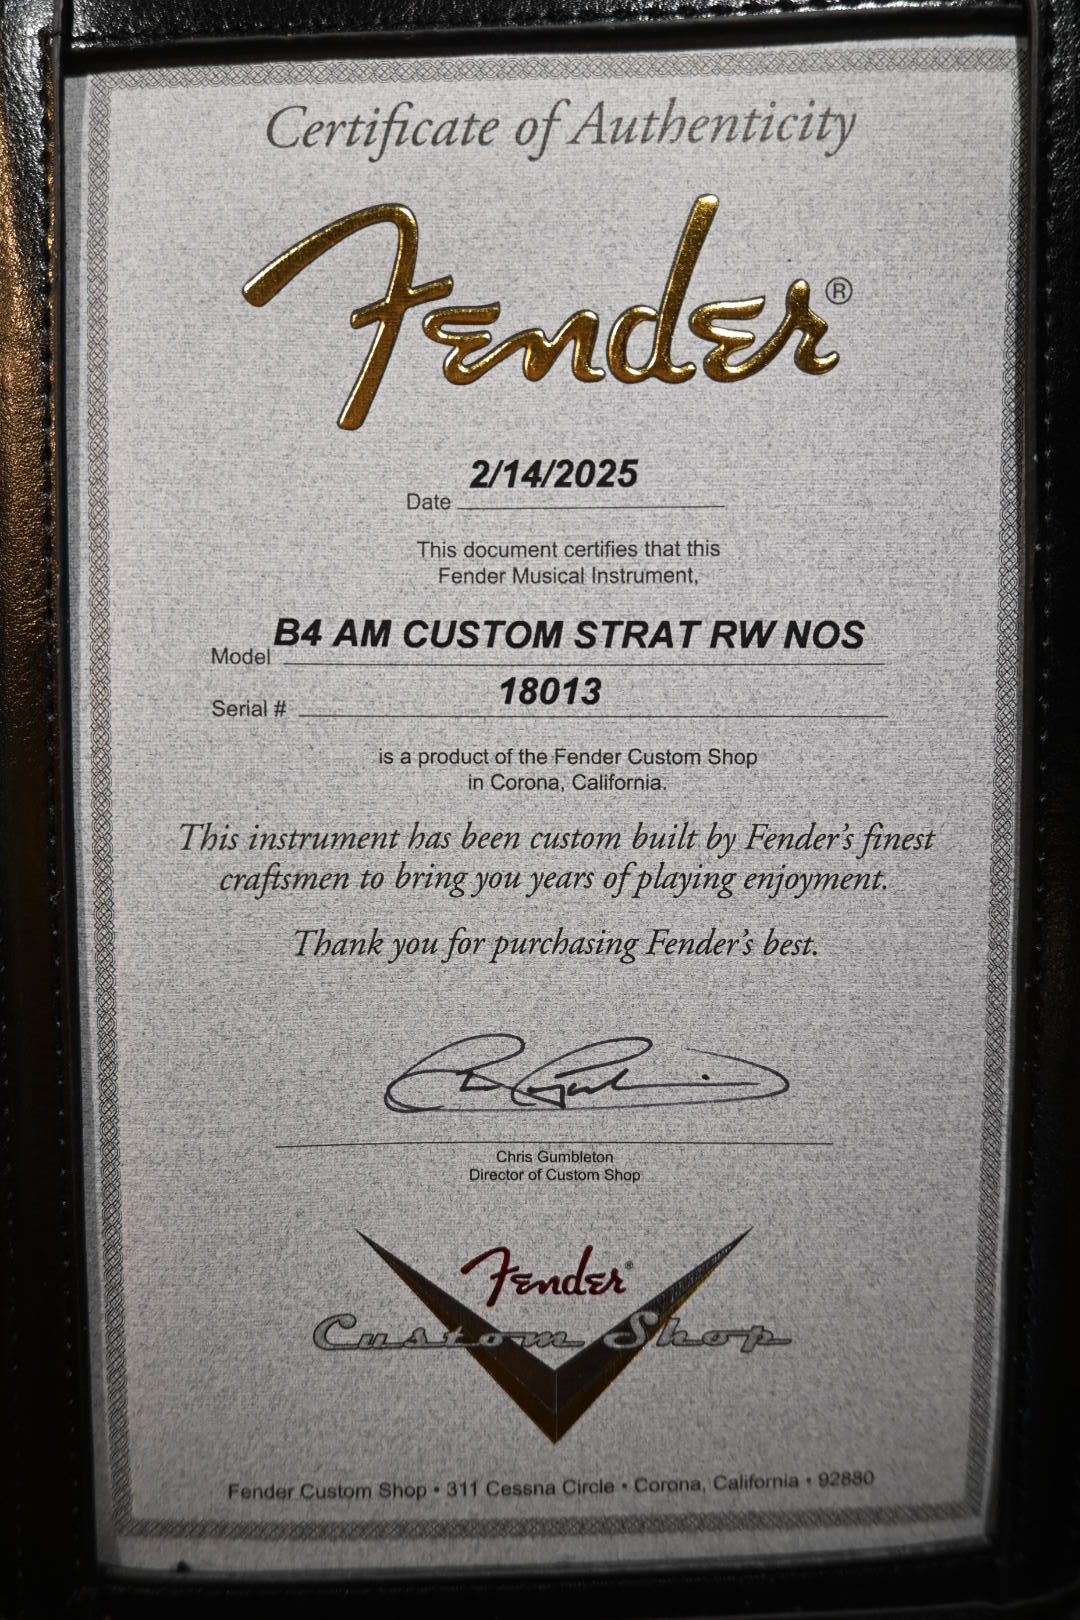 Certificate of Authenticity
Fender®
Date 2/14/2025
This document certifies that this
Fender Musical Instrument,
Model B4 AM CUSTOM STRAT RW NOS
Serial # 18013
is a product of the Fender Custom Shop
in Corona, California.
This instrument has been custom built by Fender's finest
craftsmen to bring you years of playing enjoyment.
Thank you for purchasing Fender's best.
Chris Gumbleton
Director of Custom Shop
Fender®
Custom Shop
Fender Custom Shop • 311 Cessna Circle • Corona, California • 92880